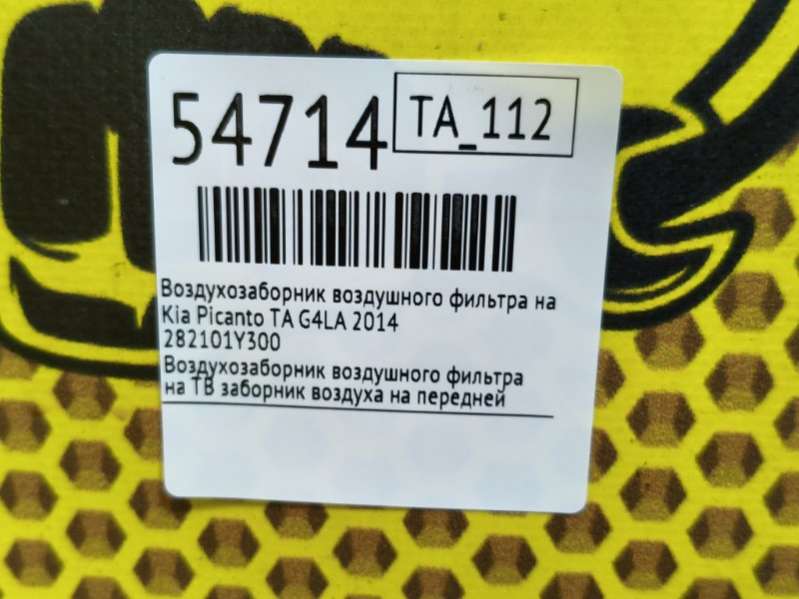 54714
TA_112
Воздухозаборник воздушного фильтра на
Kia Picanto TA G4LA 2014
282101Y300
Воздухозаборник воздушного фильтра
на ТВ заборник воздуха на передней